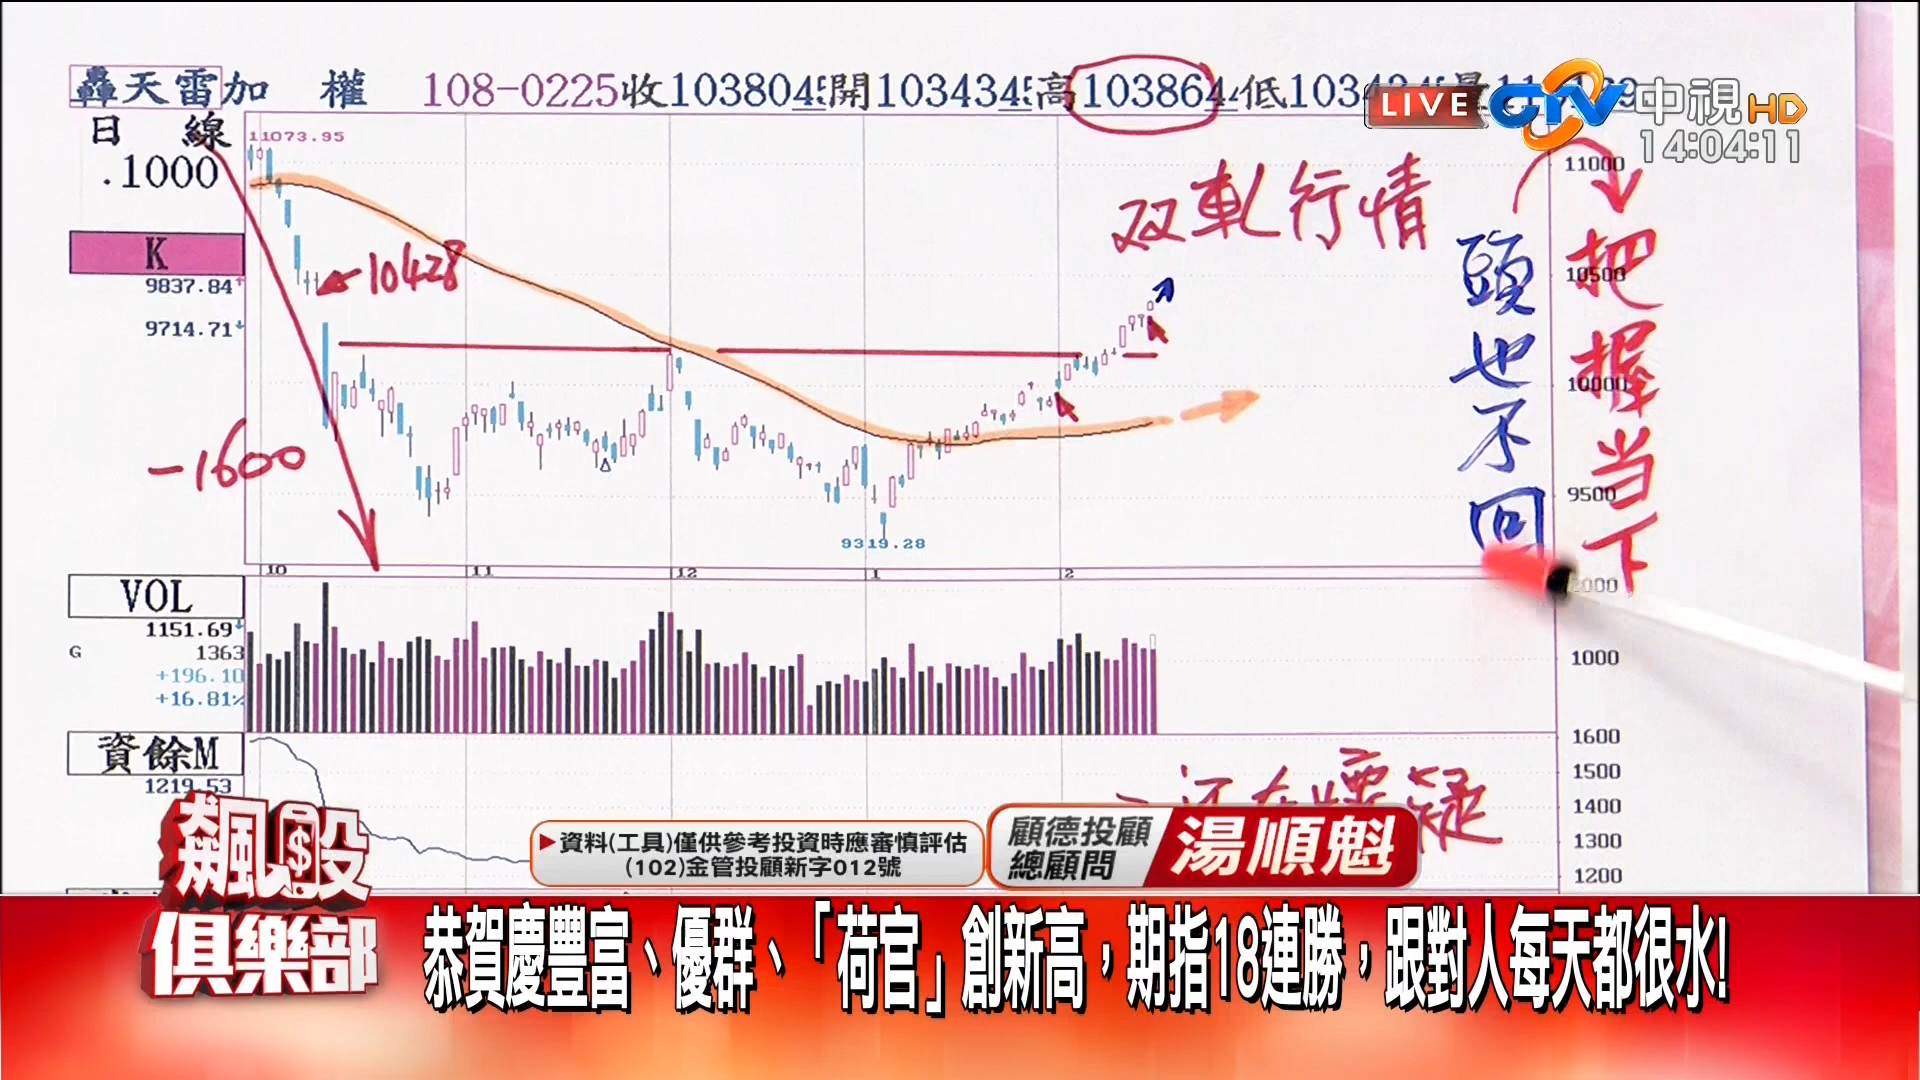 轟天雷加 權 108-0225收10380開10343高10386低103
LIVE CTV 中視HD
14:04:11
日 線
.1000
K
9837.84
9714.71
11073.95
10428
-1600
双軋行情
頭也不回
把握当下
11000
10500
10000
9500
9319.28
10 11 12 1 2
VOL
1151.69
G 1363
+196.10
+16.81%
2000
1000
資餘M
1219.53
1600
1500
1400
1300
1200
还在懷疑
飆股俱樂部
▶資料(工具)僅供參考投資時應審慎評估
(102)金管投顧新字012號
顧德投顧
總顧問
湯順魁
恭賀慶豐富、優群、「荷官」創新高，期指18連勝，跟對人每天都很水!